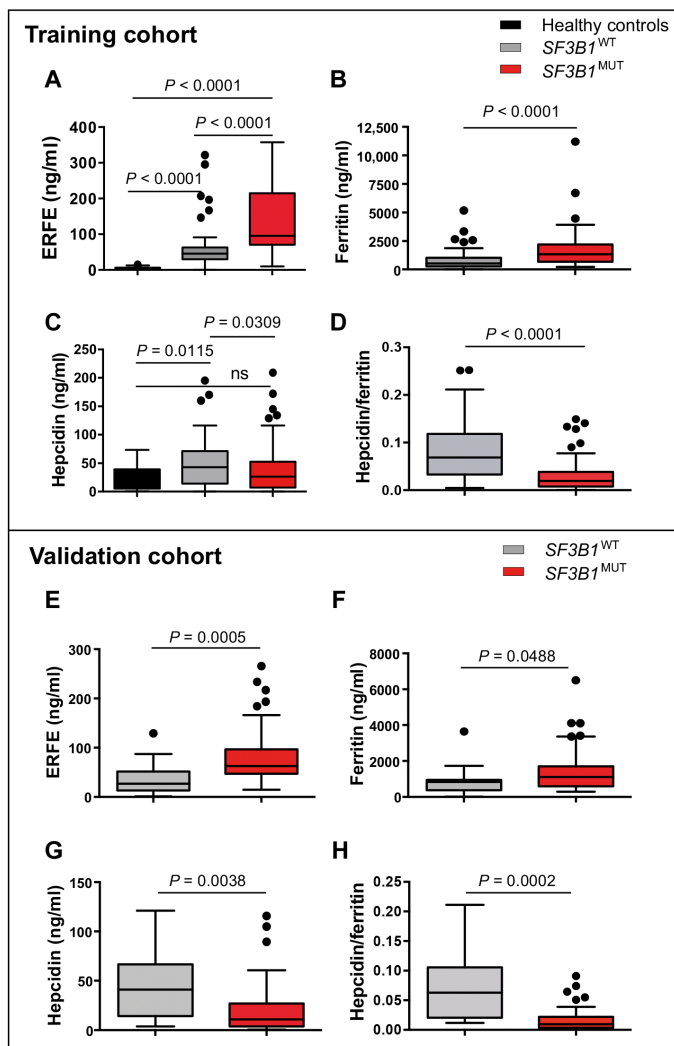 Training cohort
Healthy controls
SF3B1WT
SF3B1MUT
A
P < 0.0001
P < 0.0001
P < 0.0001
ERFE (ng/ml)
400
300
200
100
0
B
P < 0.0001
Ferritin (ng/ml)
12,500
10,000
7500
5000
2500
0
C
P = 0.0309
P = 0.0115
ns
Hepcidin (ng/ml)
250
200
150
100
50
0
D
P < 0.0001
Hepcidin/ferritin
0.3
0.2
0.1
0.0
Validation cohort
SF3B1WT
SF3B1MUT
E
P = 0.0005
ERFE (ng/ml)
300
200
100
0
F
P = 0.0488
Ferritin (ng/ml)
8000
6000
4000
2000
0
G
P = 0.0038
Hepcidin (ng/ml)
150
100
50
0
H
P = 0.0002
Hepcidin/ferritin
0.25
0.20
0.15
0.10
0.05
0.00